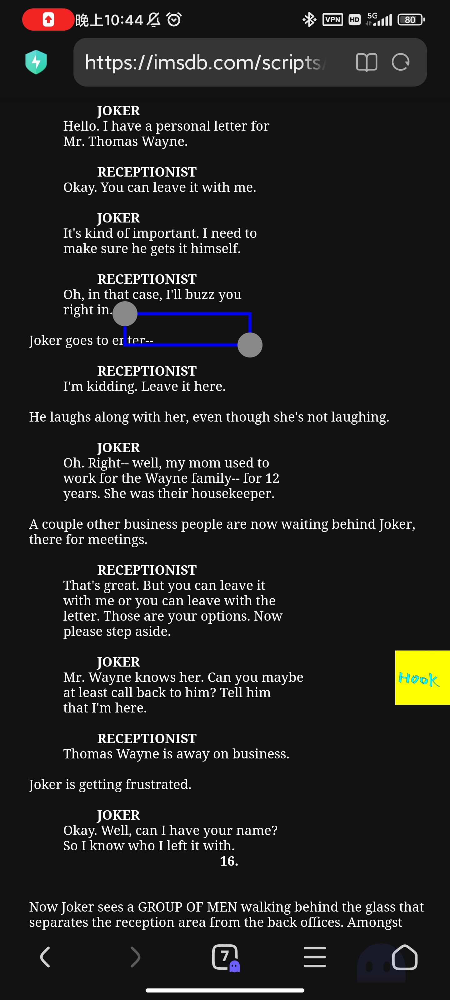 晚上10:44
VPN
HD
5G
80
https://imsdb.com/scripts/
JOKER
Hello. I have a personal letter for
Mr. Thomas Wayne.
RECEPTIONIST
Okay. You can leave it with me.
JOKER
It's kind of important. I need to
make sure he gets it himself.
RECEPTIONIST
Oh, in that case, I'll buzz you
right in.
Joker goes to enter--
RECEPTIONIST
I'm kidding. Leave it here.
He laughs along with her, even though she's not laughing.
JOKER
Oh. Right-- well, my mom used to
work for the Wayne family-- for 12
years. She was their housekeeper.
A couple other business people are now waiting behind Joker,
there for meetings.
RECEPTIONIST
That's great. But you can leave it
with me or you can leave with the
letter. Those are your options. Now
please step aside.
JOKER
Mr. Wayne knows her. Can you maybe
at least call back to him? Tell him
that I'm here.
Hook
RECEPTIONIST
Thomas Wayne is away on business.
Joker is getting frustrated.
JOKER
Okay. Well, can I have your name?
So I know who I left it with.
16.
Now Joker sees a GROUP OF MEN walking behind the glass that
separates the reception area from the back offices. Amongst
7